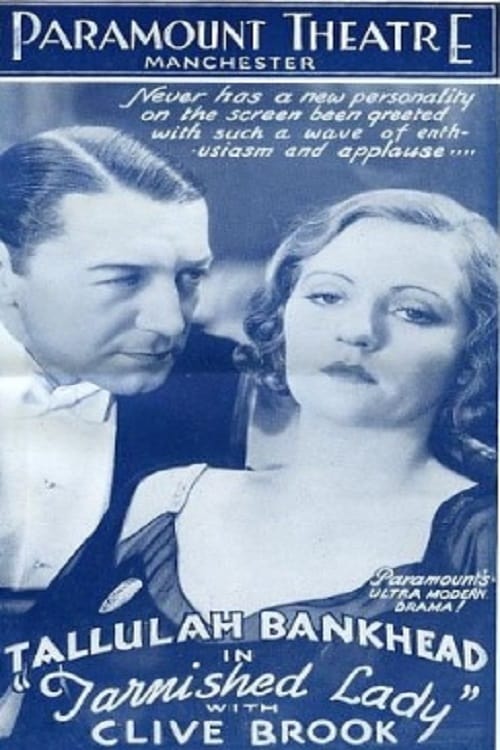 PARAMOUNT THEATRE
MANCHESTER
Never has a new personality
on the screen been greeted
with such a wave of enth-
-usiasm and applause....
Paramount's
ULTRA MODERN
DRAMA!
TALLULAH BANKHEAD
IN
"Tarnished Lady"
WITH
CLIVE BROOK